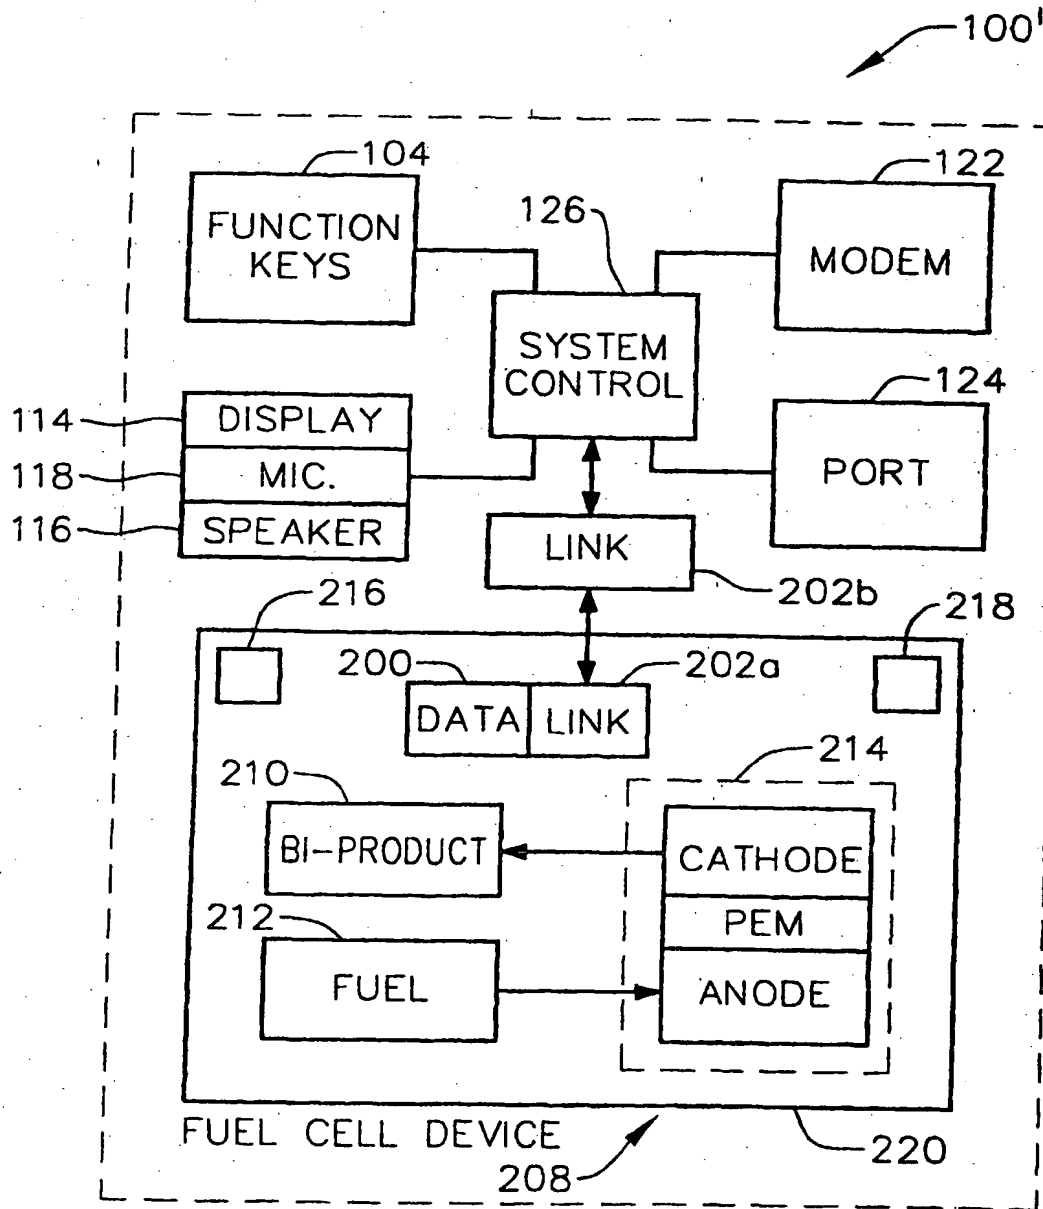 100'
104
122
FUNCTION
KEYS
126
MODEM
SYSTEM
CONTROL
124
114
DISPLAY
118
MIC.
PORT
116
SPEAKER
LINK
202b
216
218
200
202a
DATA
LINK
214
210
BI-PRODUCT
CATHODE
PEM
212
FUEL
ANODE
FUEL CELL DEVICE
220
208